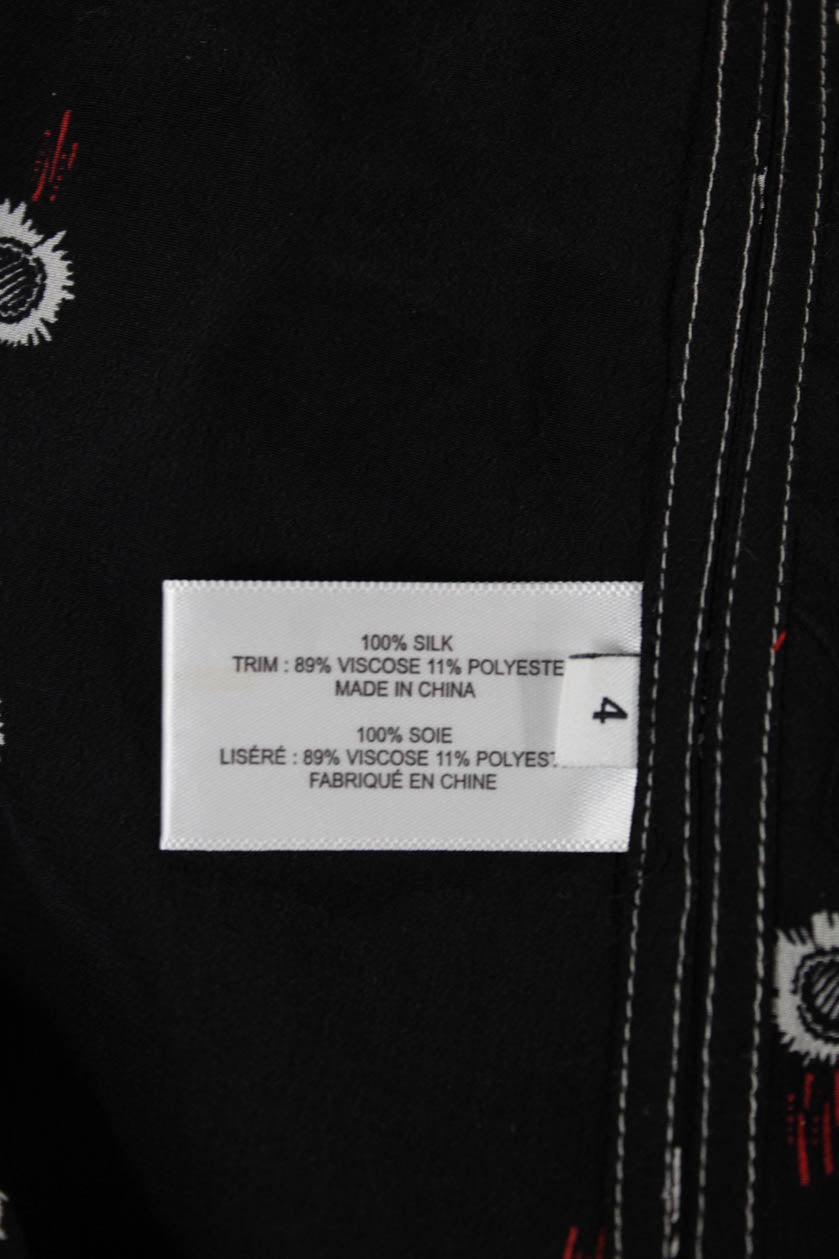 100% SILK
TRIM : 89% VISCOSE 11% POLYESTE
MADE IN CHINA
100% SOIE
LISÉRÉ : 89% VISCOSE 11% POLYES
FABRIQUÉ EN CHINE
4